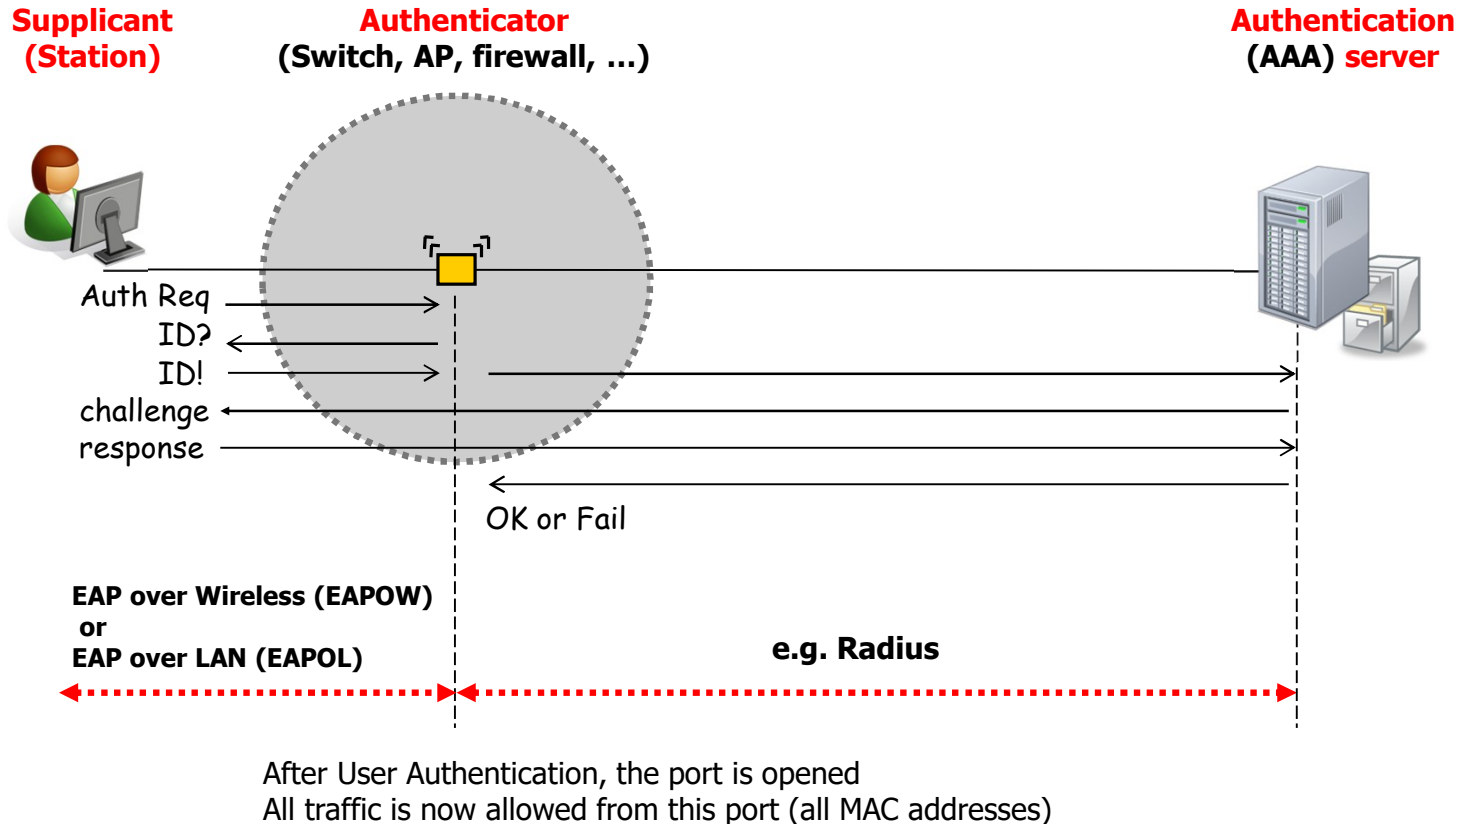 Supplicant
(Station)
Authenticator
(Switch, AP, firewall, ...)
Authentication
(AAA) server
Auth Req
ID?
ID!
challenge
response
OK or Fail
EAP over Wireless (EAPOW)
or
EAP over LAN (EAPOL)
e.g. Radius
After User Authentication, the port is opened
All traffic is now allowed from this port (all MAC addresses)